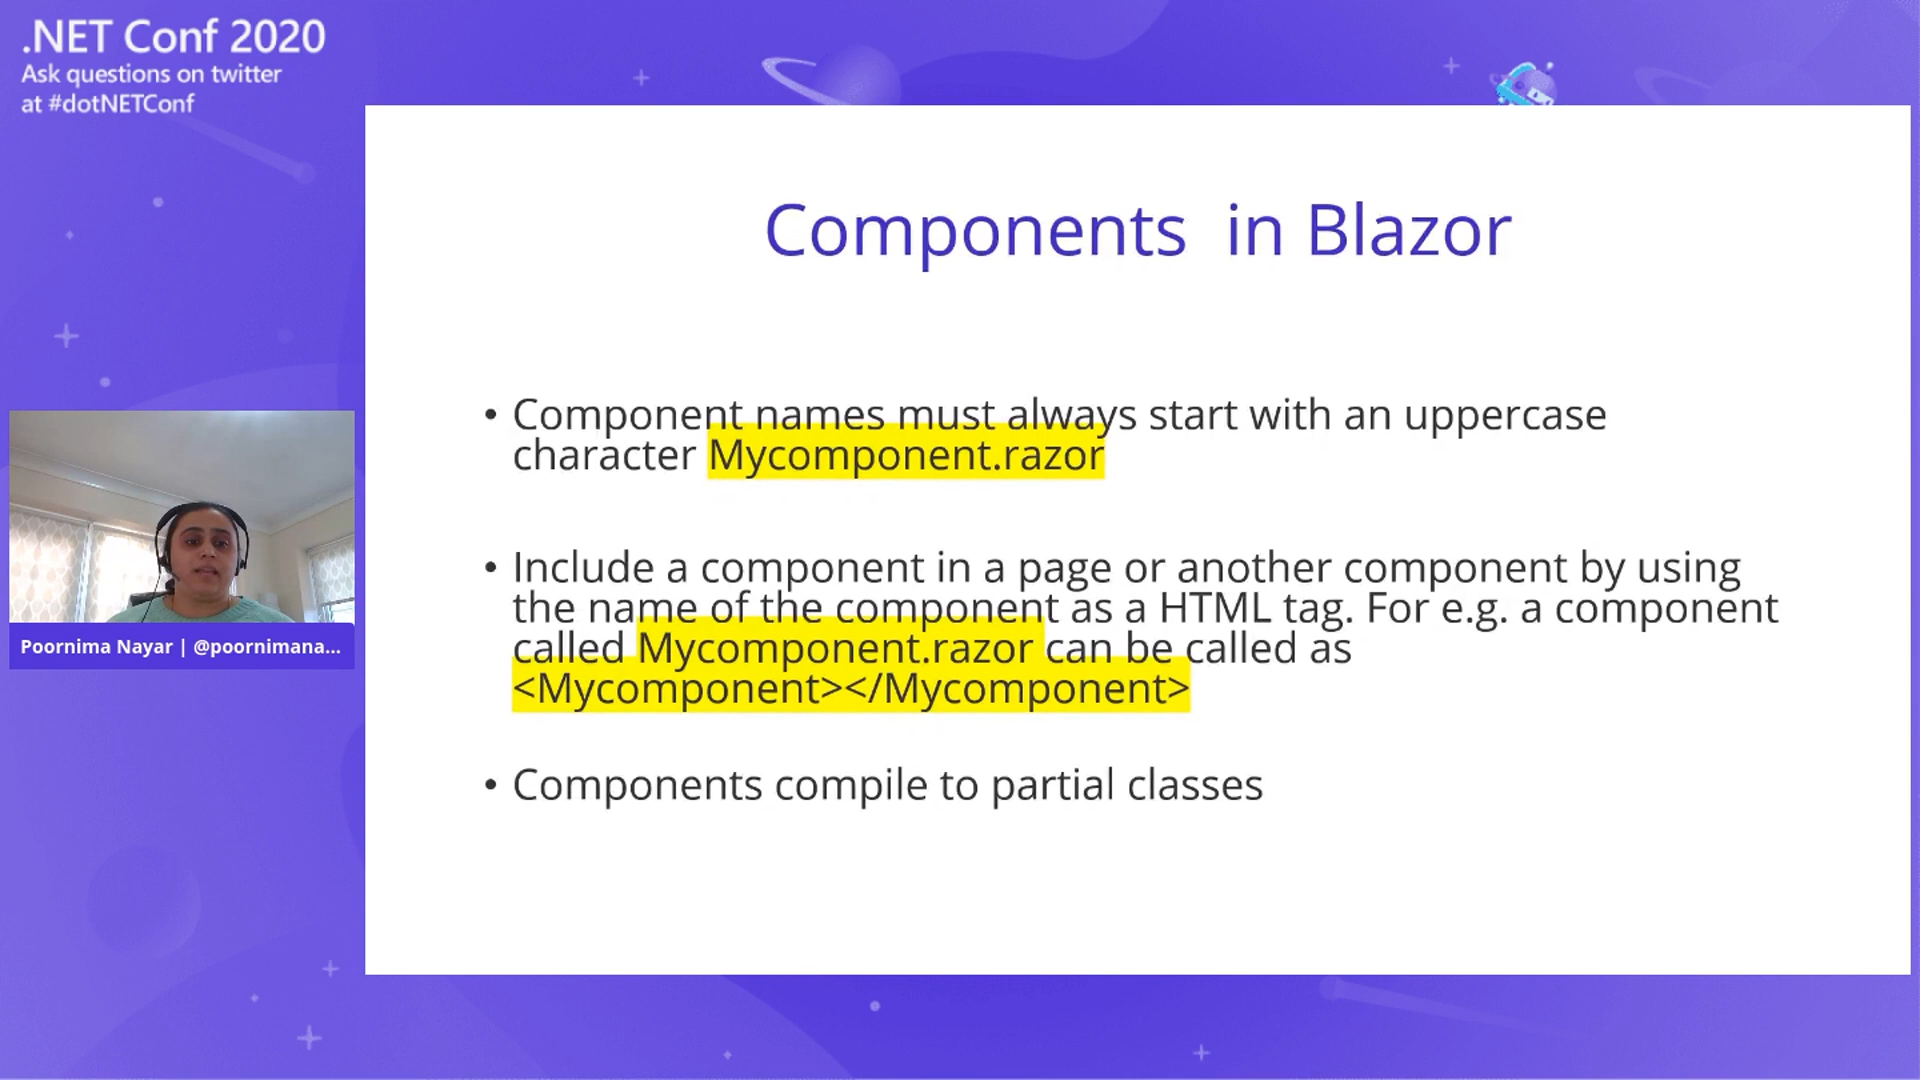 .NET Conf 2020
Ask questions on twitter
at #dotNETConf
Components in Blazor
• Component names must always start with an uppercase
character Mycomponent.razor
• Include a component in a page or another component by using
the name of the component as a HTML tag. For e.g. a component
called Mycomponent.razor can be called as
<Mycomponent></Mycomponent>
• Components compile to partial classes
Poornima Nayar | @poornimana...